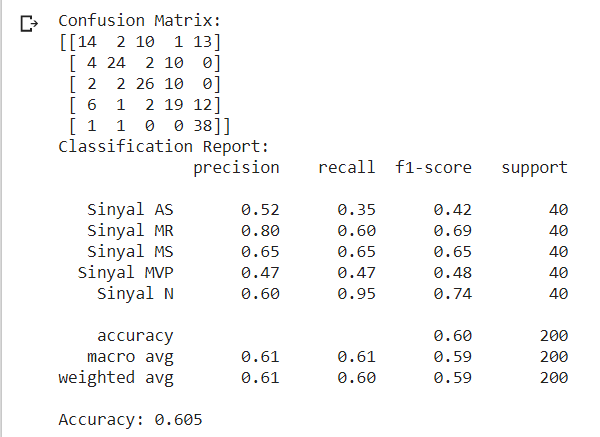 Confusion Matrix:
[[14  2 10  1 13]
 [ 4 24  2 10  0]
 [ 2  2 26 10  0]
 [ 6  1  2 19 12]
 [ 1  1  0  0 38]]
Classification Report:
              precision    recall  f1-score   support

   Sinyal AS       0.52      0.35      0.42        40
   Sinyal MR       0.80      0.60      0.69        40
   Sinyal MS       0.65      0.65      0.65        40
  Sinyal MVP       0.47      0.47      0.48        40
    Sinyal N       0.60      0.95      0.74        40

    accuracy                           0.60       200
   macro avg       0.61      0.61      0.59       200
weighted avg       0.61      0.60      0.59       200

Accuracy: 0.605